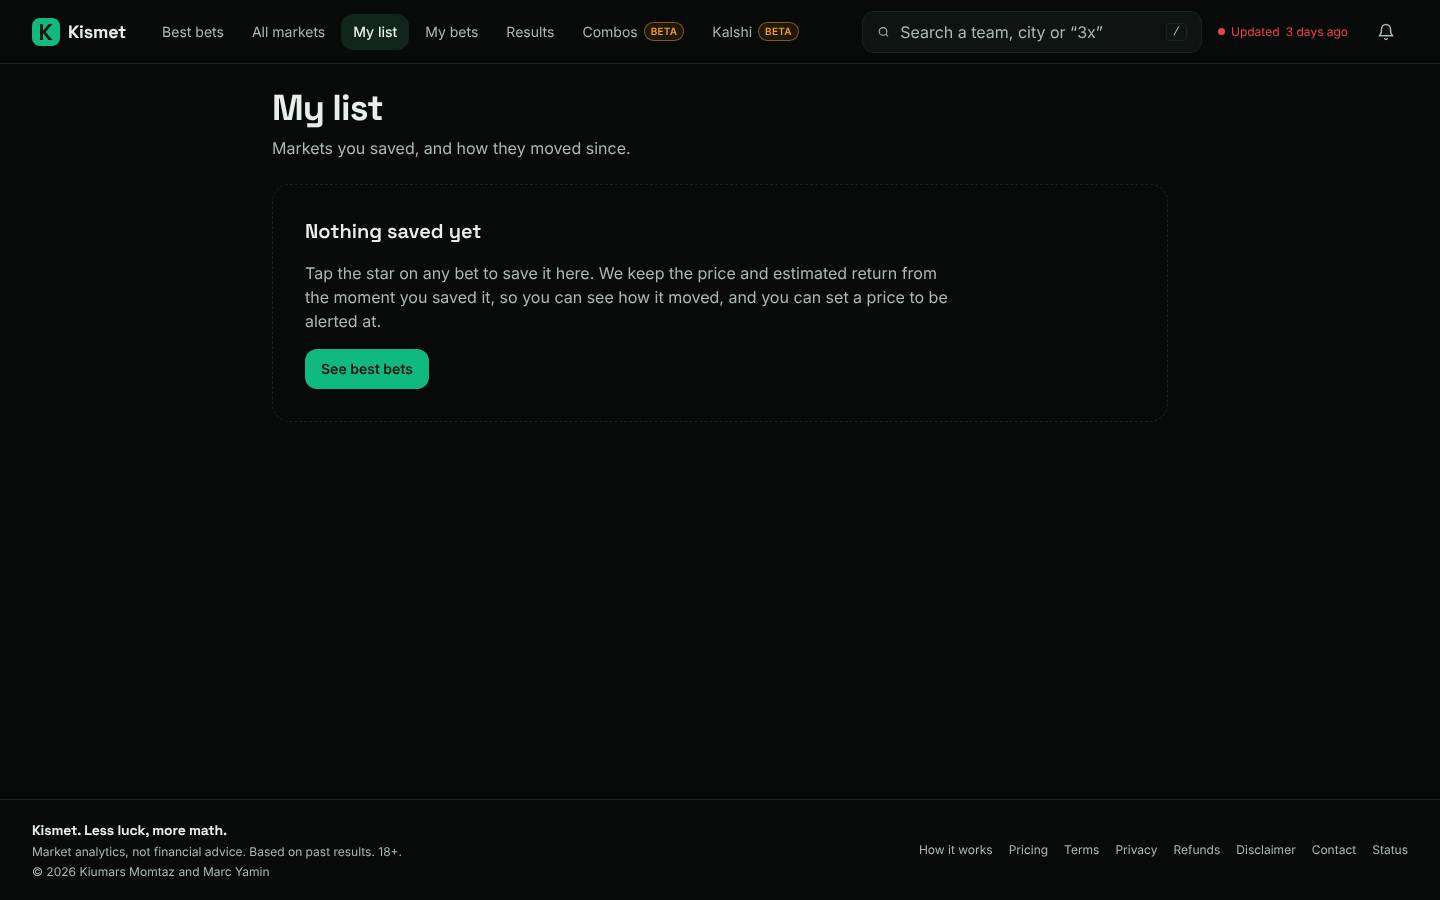 K Kismet Best bets All markets My list My bets Results Combos BETA Kalshi BETA Search a team, city or “3x” / Updated 3 days ago
My list
Markets you saved, and how they moved since.
Nothing saved yet
Tap the star on any bet to save it here. We keep the price and estimated return from
the moment you saved it, so you can see how it moved, and you can set a price to be
alerted at.
See best bets
Kismet. Less luck, more math.
Market analytics, not financial advice. Based on past results. 18+.
© 2026 Kiumars Momtaz and Marc Yamin
How it works Pricing Terms Privacy Refunds Disclaimer Contact Status